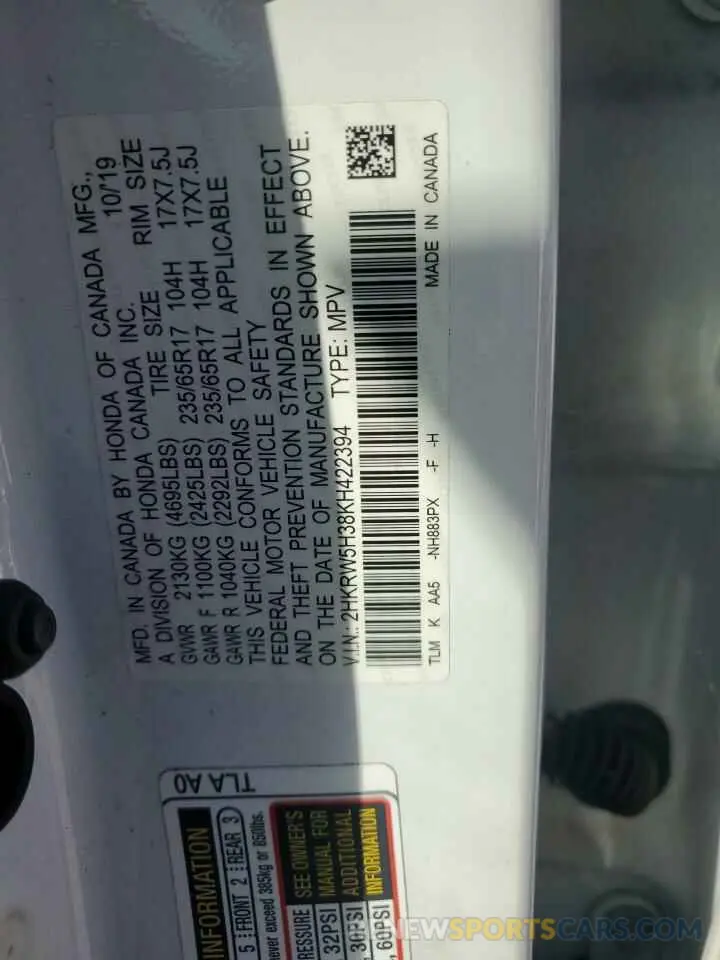 MFD. IN CANADA BY HONDA OF CANADA MFG.,
A DIVISION OF HONDA CANADA INC. 10/'19
GVWR 2130KG (4695LBS) TIRE SIZE RIM SIZE
GAWR F 1100KG (2425LBS) 235/65R17 104H 17X7.5J
GAWR R 1040KG (2292LBS) 235/65R17 104H 17X7.5J
THIS VEHICLE CONFORMS TO ALL APPLICABLE
FEDERAL MOTOR VEHICLE SAFETY
AND THEFT PREVENTION STANDARDS IN EFFECT
ON THE DATE OF MANUFACTURE SHOWN ABOVE.
V.I.N.: 2HKRW5H38KH422394 TYPE: MPV
TLM K AA5 -NH883PX -F -H MADE IN CANADA
TLA A0
INFORMATION
5 FRONT 2 REAR 3
never exceed 385kg or 850lbs.
PRESSURE SEE OWNER'S
32PSI MANUAL FOR
30PSI ADDITIONAL
, 60PSI INFORMATION
NEWSPORTSCARS.COM